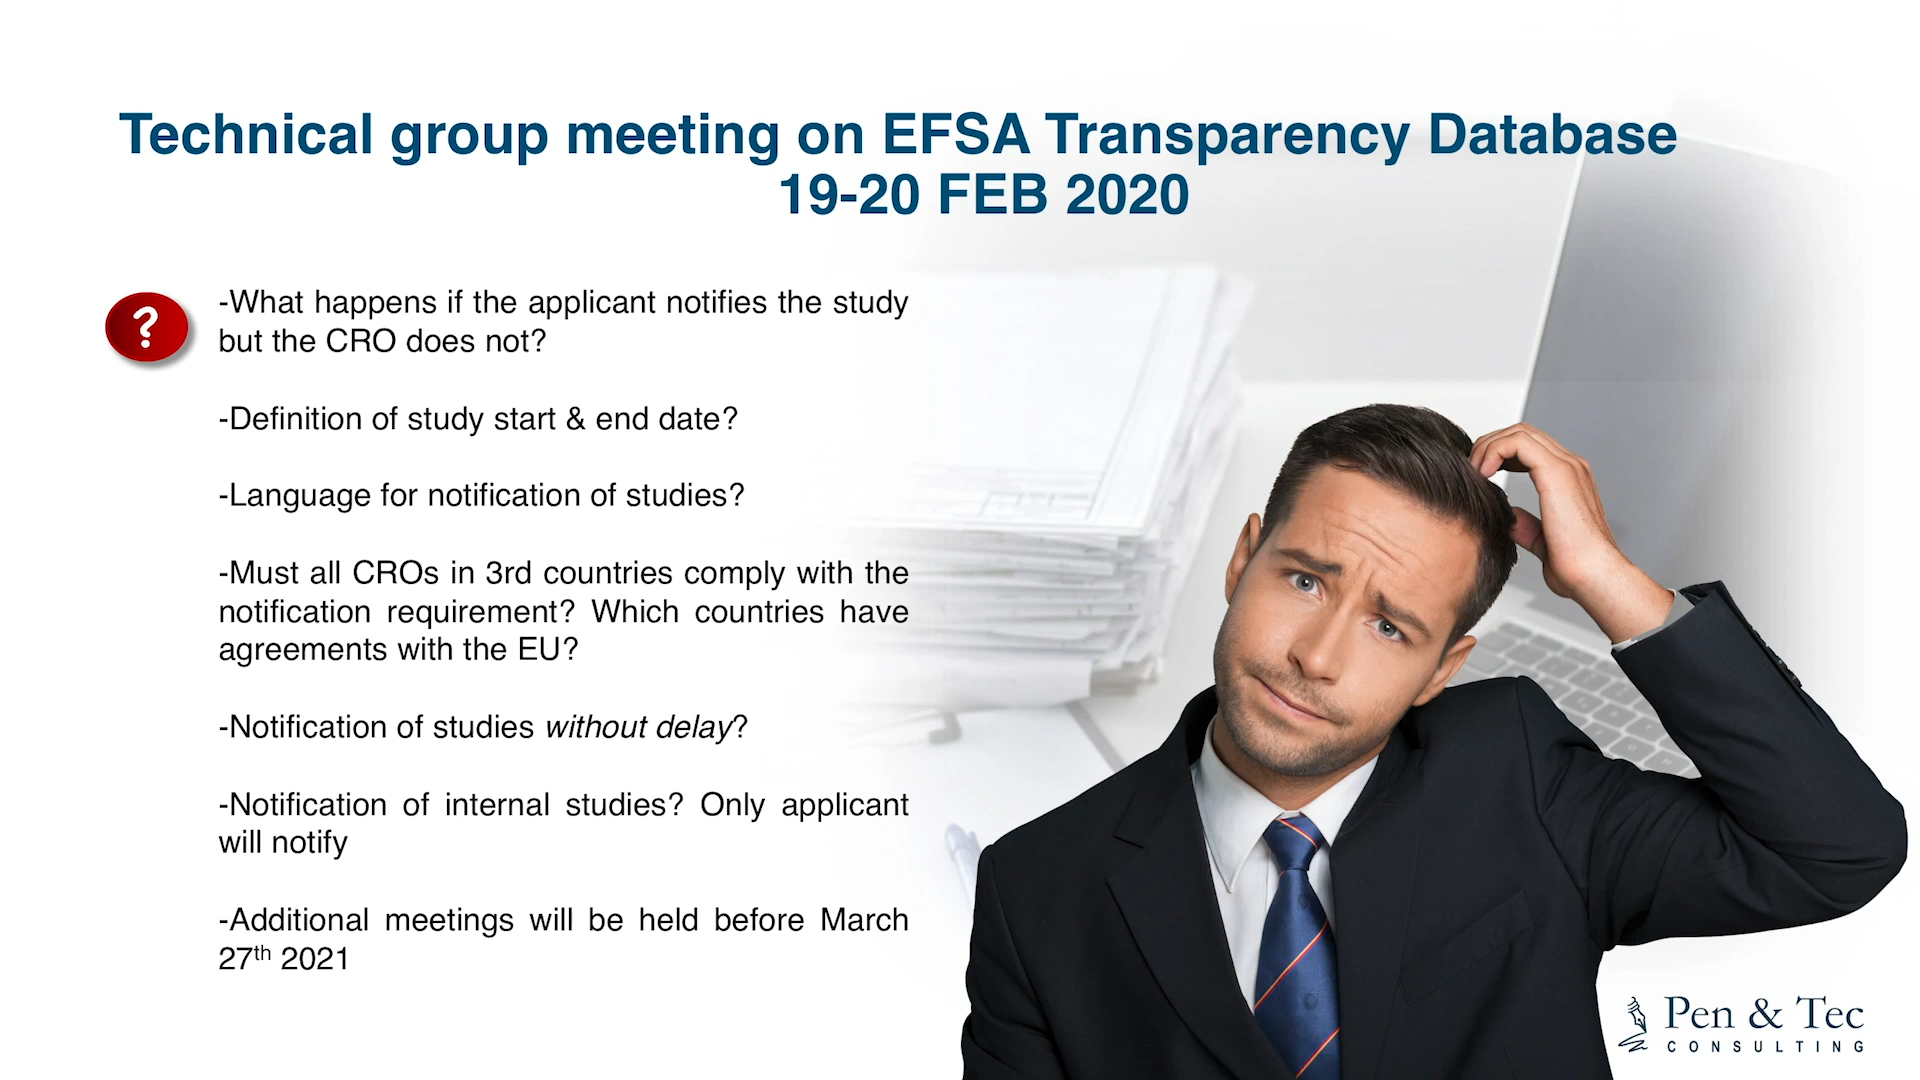 Technical group meeting on EFSA Transparency Database
19-20 FEB 2020
?
-What happens if the applicant notifies the study
but the CRO does not?
-Definition of study start & end date?
-Language for notification of studies?
-Must all CROs in 3rd countries comply with the
notification requirement? Which countries have
agreements with the EU?
-Notification of studies without delay?
-Notification of internal studies? Only applicant
will notify
-Additional meetings will be held before March
27th 2021
Pen & Tec
CONSULTING